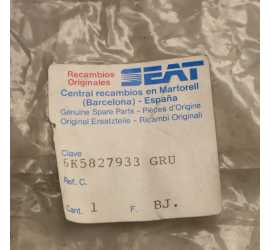 Recambios
Originales
SEAT
Central recambios en Martorell
(Barcelona) - España
Genuine Spare Parts - Pièces d'Origine
Original Ersatzteile - Ricambi Originali
Clave
6K5827933 GRU
Ref. C.
Cant. 1 F. BJ.